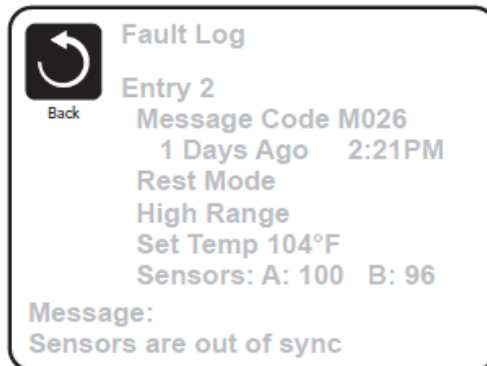 Fault Log
Back
Entry 2
Message Code M026
1 Days Ago 2:21PM
Rest Mode
High Range
Set Temp 104°F
Sensors: A: 100 B: 96
Message:
Sensors are out of sync